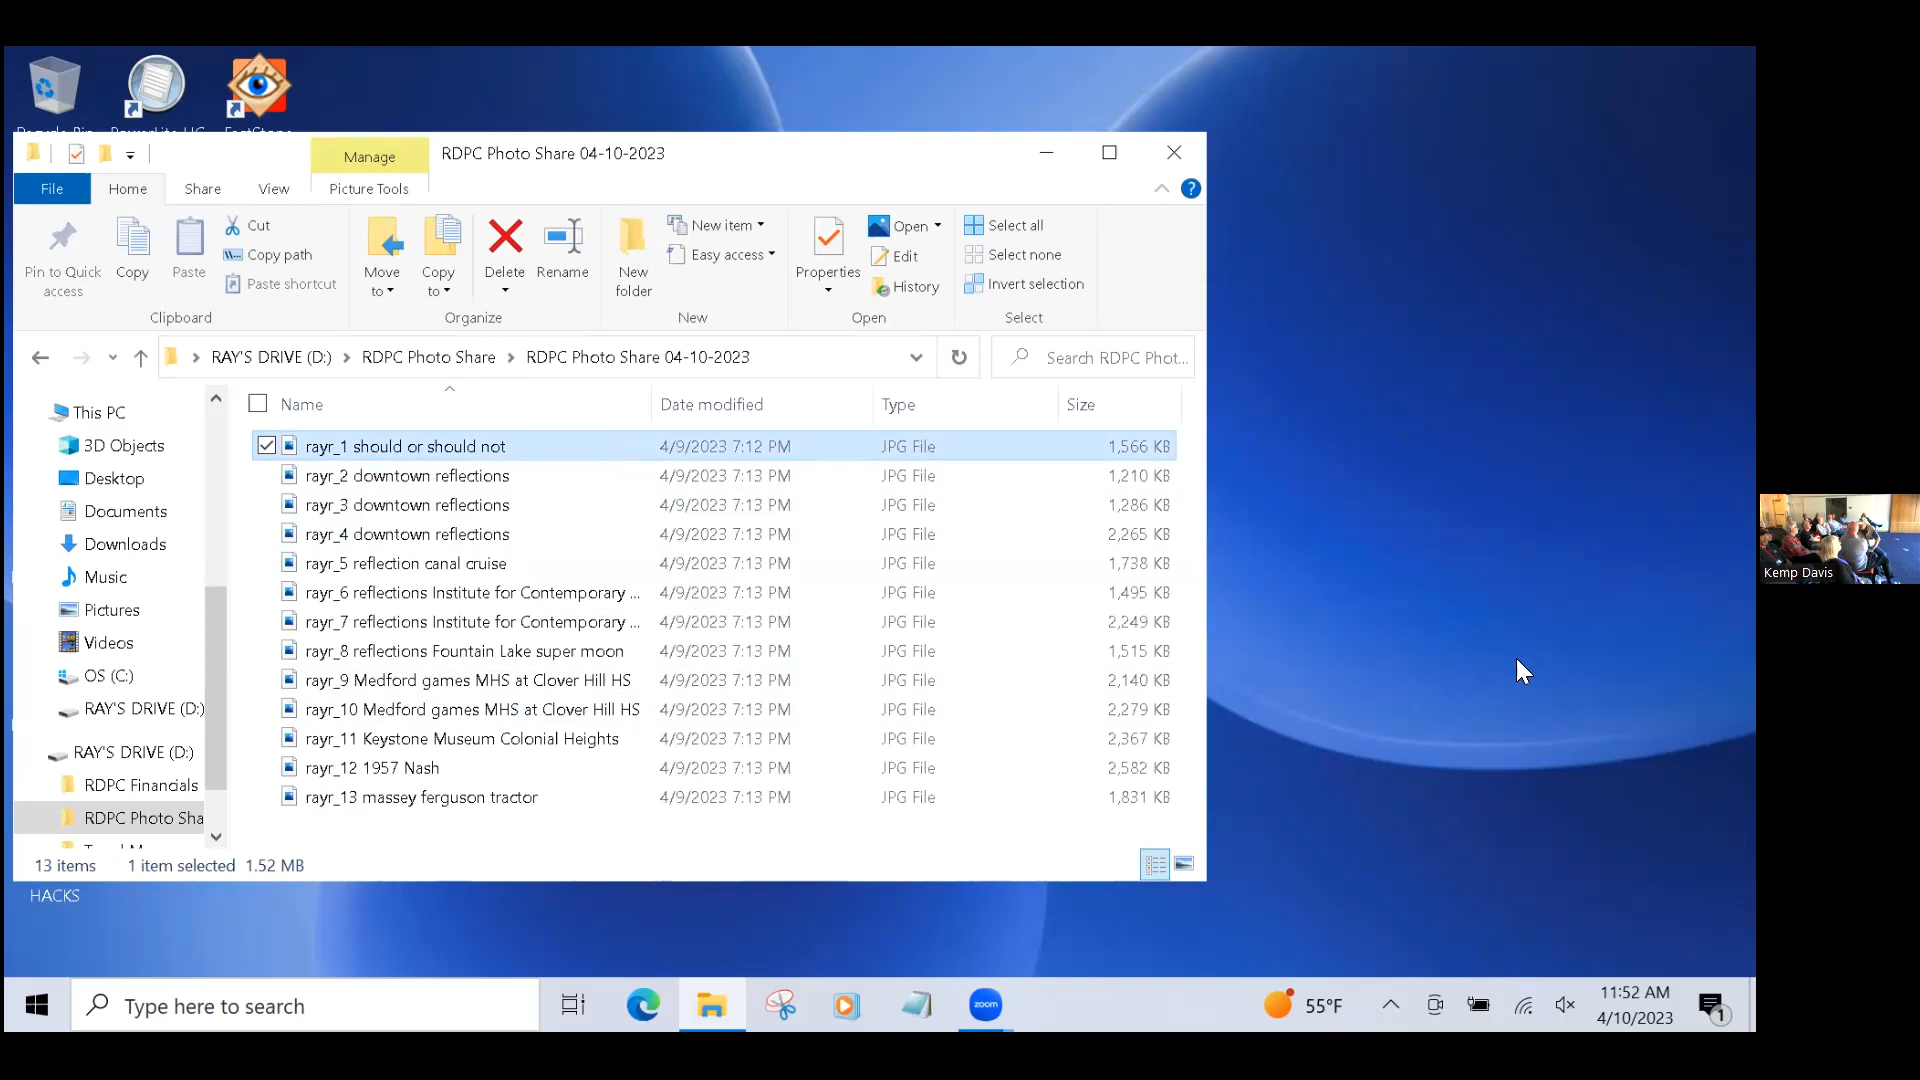 Manage
RDPC Photo Share 04-10-2023
File
Home
Share
View
Picture Tools
Pin to Quick access
Copy
Paste
Cut
Copy path
Paste shortcut
Clipboard
Move to
Copy to
Delete
Rename
Organize
New folder
New item
Easy access
New
Properties
Open
Edit
History
Open
Select all
Select none
Invert selection
Select
RAY'S DRIVE (D:) RDPC Photo Share RDPC Photo Share 04-10-2023
Search RDPC Phot...
This PC
3D Objects
Desktop
Documents
Downloads
Music
Pictures
Videos
OS (C:)
RAY'S DRIVE (D:)
RAY'S DRIVE (D:)
RDPC Financials
RDPC Photo Sha
Name Date modified Type Size
rayr_1 should or should not 4/9/2023 7:12 PM JPG File 1,566 KB
rayr_2 downtown reflections 4/9/2023 7:13 PM JPG File 1,210 KB
rayr_3 downtown reflections 4/9/2023 7:13 PM JPG File 1,286 KB
rayr_4 downtown reflections 4/9/2023 7:13 PM JPG File 2,265 KB
rayr_5 reflection canal cruise 4/9/2023 7:13 PM JPG File 1,738 KB
rayr_6 reflections Institute for Contemporary ... 4/9/2023 7:13 PM JPG File 1,495 KB
rayr_7 reflections Institute for Contemporary ... 4/9/2023 7:13 PM JPG File 2,249 KB
rayr_8 reflections Fountain Lake super moon 4/9/2023 7:13 PM JPG File 1,515 KB
rayr_9 Medford games MHS at Clover Hill HS 4/9/2023 7:13 PM JPG File 2,140 KB
rayr_10 Medford games MHS at Clover Hill HS 4/9/2023 7:13 PM JPG File 2,279 KB
rayr_11 Keystone Museum Colonial Heights 4/9/2023 7:13 PM JPG File 2,367 KB
rayr_12 1957 Nash 4/9/2023 7:13 PM JPG File 2,582 KB
rayr_13 massey ferguson tractor 4/9/2023 7:13 PM JPG File 1,831 KB
13 items 1 item selected 1.52 MB
HACKS
Kemp Davis
Type here to search
zoom
55°F
11:52 AM
4/10/2023
1